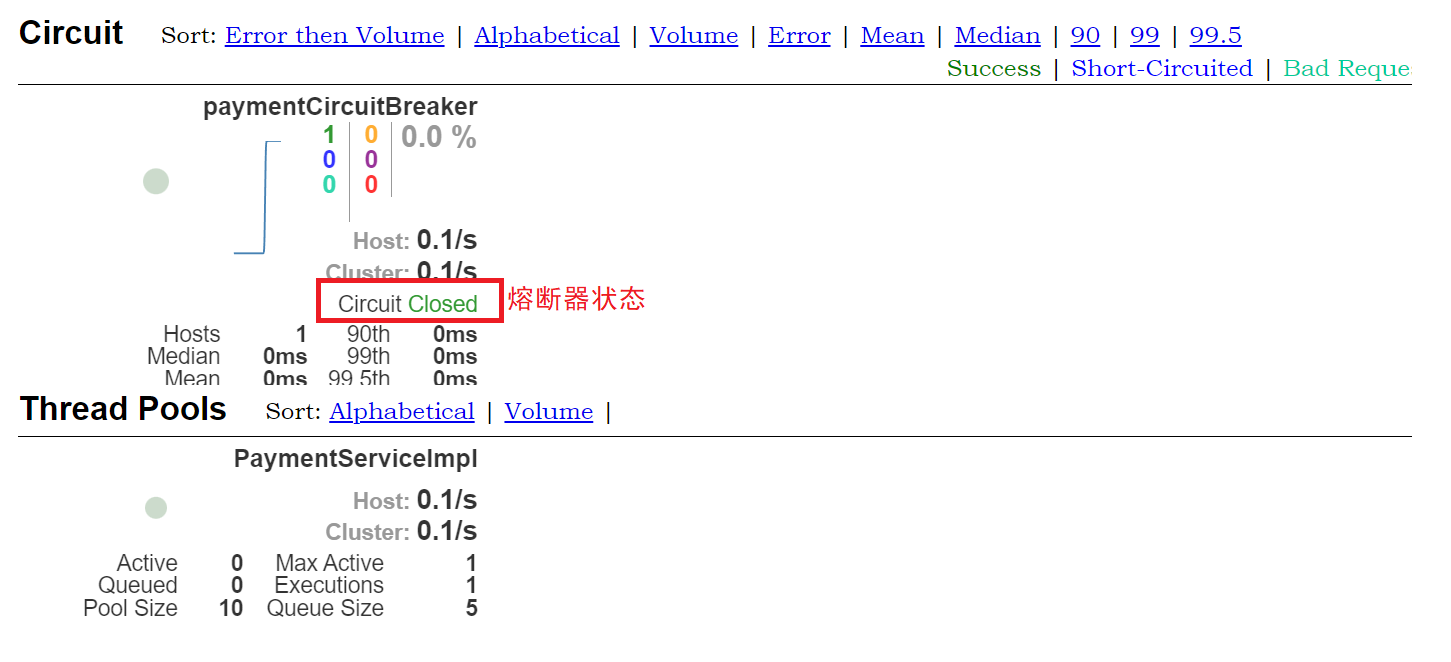 Circuit Sort: Error then Volume | Alphabetical | Volume | Error | Mean | Median | 90 | 99 | 99.5
Success | Short-Circuited | Bad Reque
paymentCircuitBreaker
1 0 0.0 %
0 0
0 0
Host: 0.1/s
Cluster: 0.1/s
Circuit Closed 熔断器状态
Hosts 1 90th 0ms
Median 0ms 99th 0ms
Mean 0ms 99.5th 0ms
Thread Pools Sort: Alphabetical | Volume |
PaymentServiceImpl
Host: 0.1/s
Cluster: 0.1/s
Active 0 Max Active 1
Queued 0 Executions 1
Pool Size 10 Queue Size 5